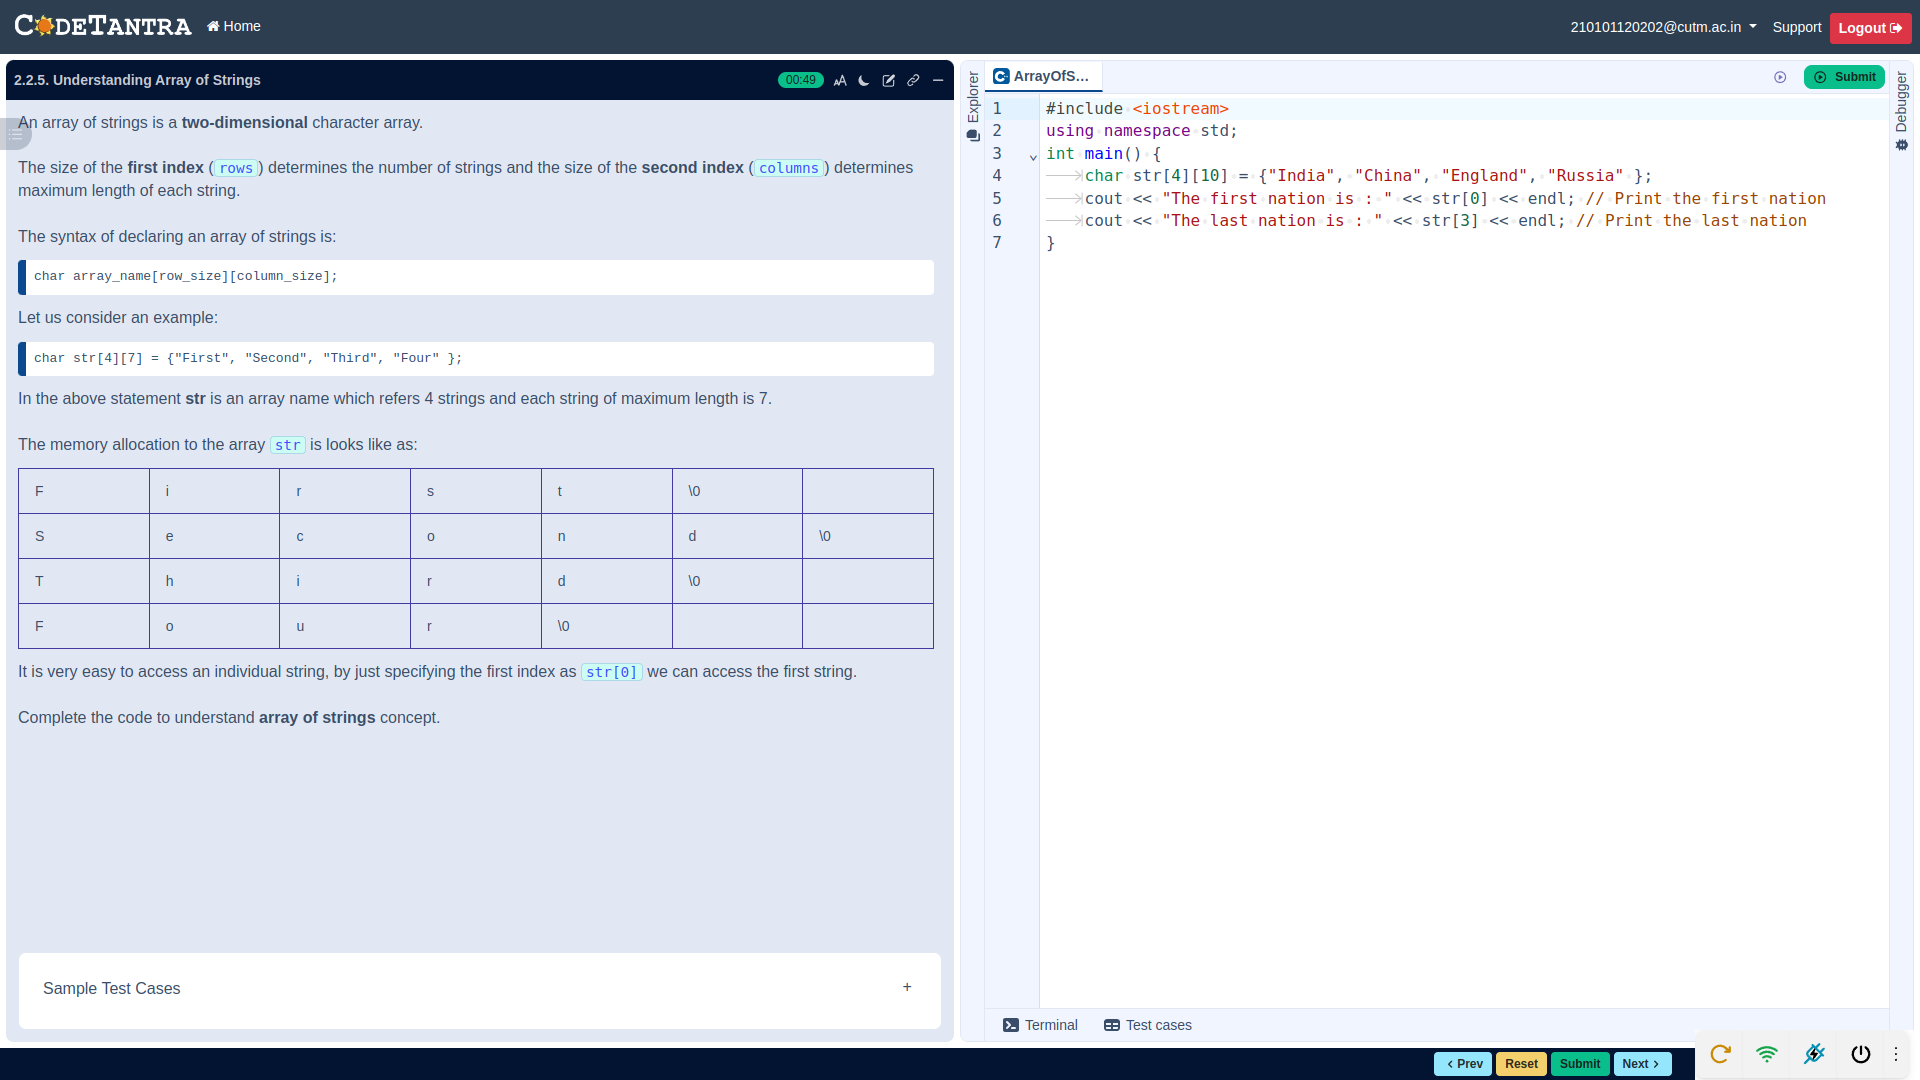 CODETANTRA Home 210101120202@cutm.ac.in Support Logout
2.2.5. Understanding Array of Strings 00:49
An array of strings is a two-dimensional character array.
The size of the first index (rows) determines the number of strings and the size of the second index (columns) determines
maximum length of each string.
The syntax of declaring an array of strings is:
char array_name[row_size][column_size];
Let us consider an example:
char str[4][7] = {"First", "Second", "Third", "Four" };
In the above statement str is an array name which refers 4 strings and each string of maximum length is 7.
The memory allocation to the array str is looks like as:
F i r s t \0
S e c o n d \0
T h i r d \0
F o u r \0
It is very easy to access an individual string, by just specifying the first index as str[0] we can access the first string.
Complete the code to understand array of strings concept.
Sample Test Cases +
Explorer
ArrayOfS...
Submit
Debugger
1 #include <iostream>
2 using namespace std;
3 int main() {
4 char str[4][10] = {"India", "China", "England", "Russia" };
5 cout << "The first nation is : " << str[0] << endl; // Print the first nation
6 cout << "The last nation is : " << str[3] << endl; // Print the last nation
7 }
Terminal Test cases
Prev Reset Submit Next